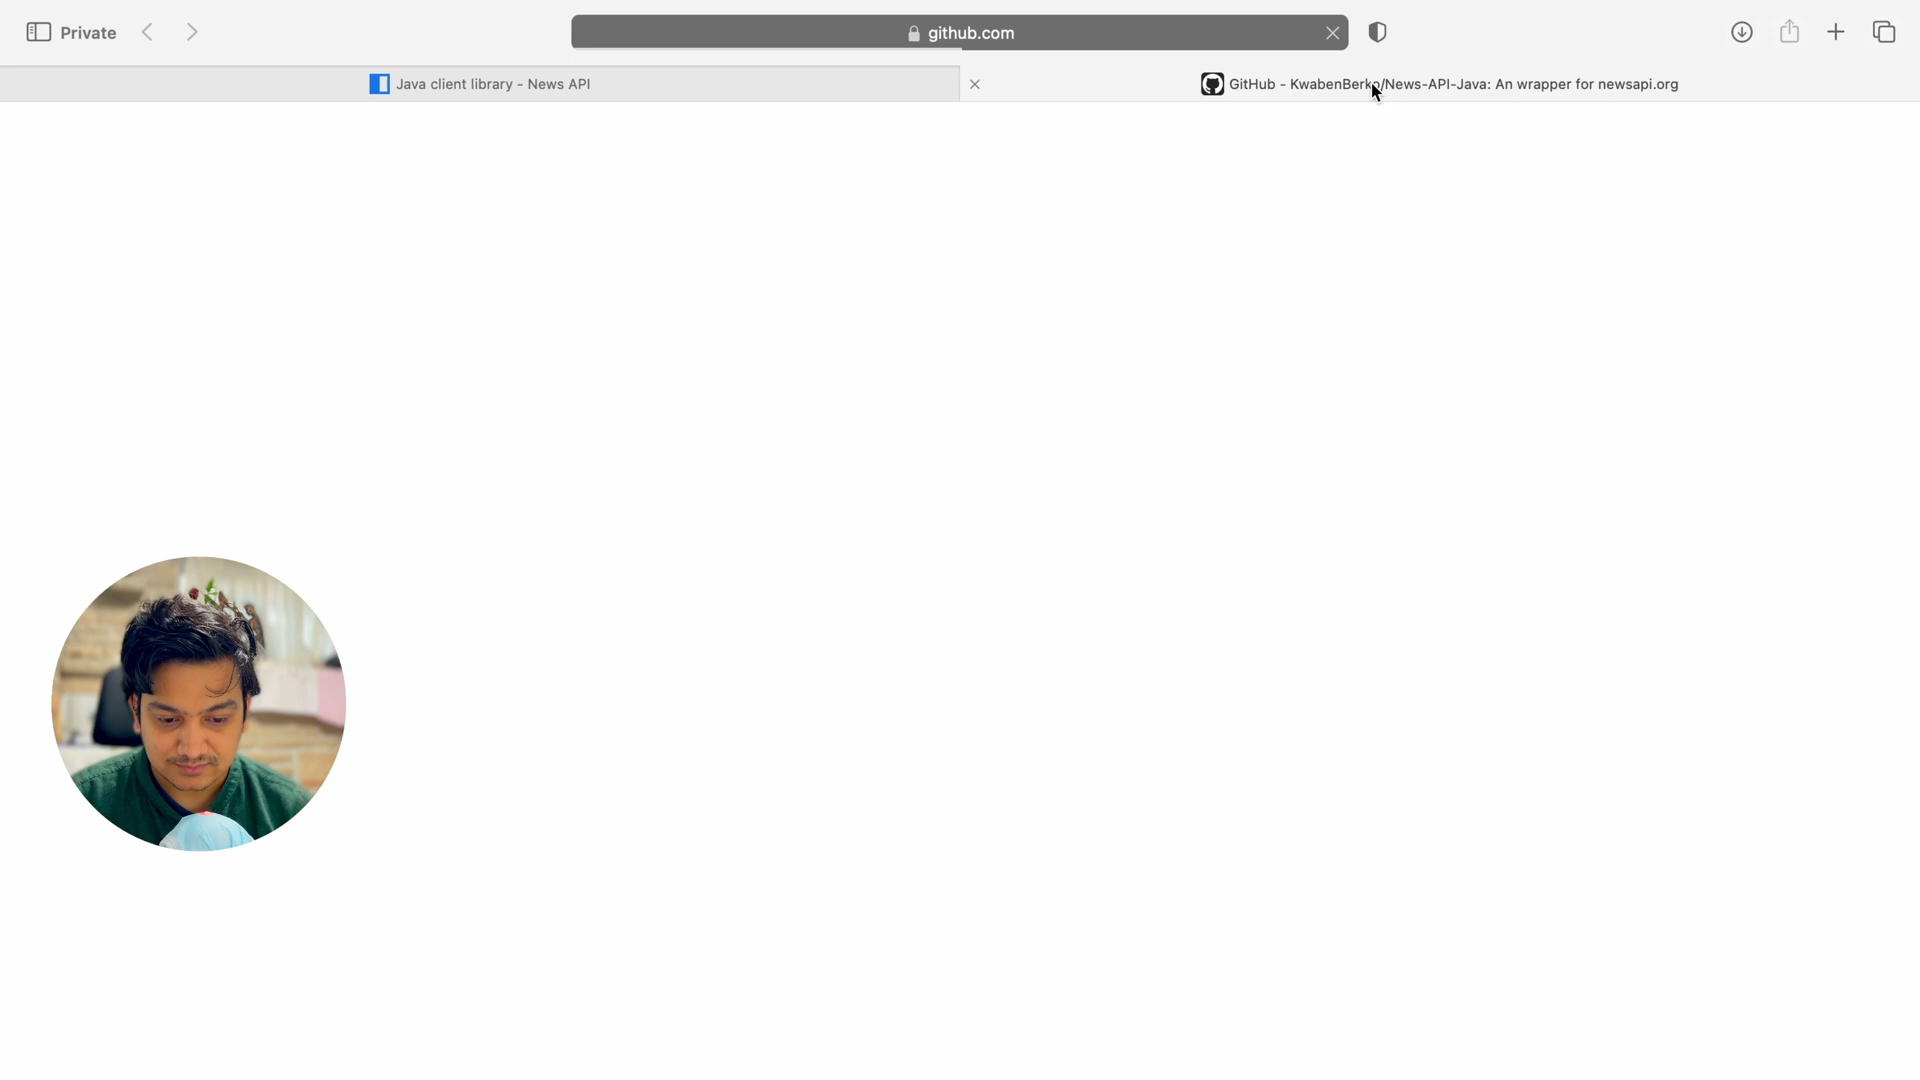 Private
github.com
Java client library - News API
GitHub - KwabenBerko/News-API-Java: An wrapper for newsapi.org